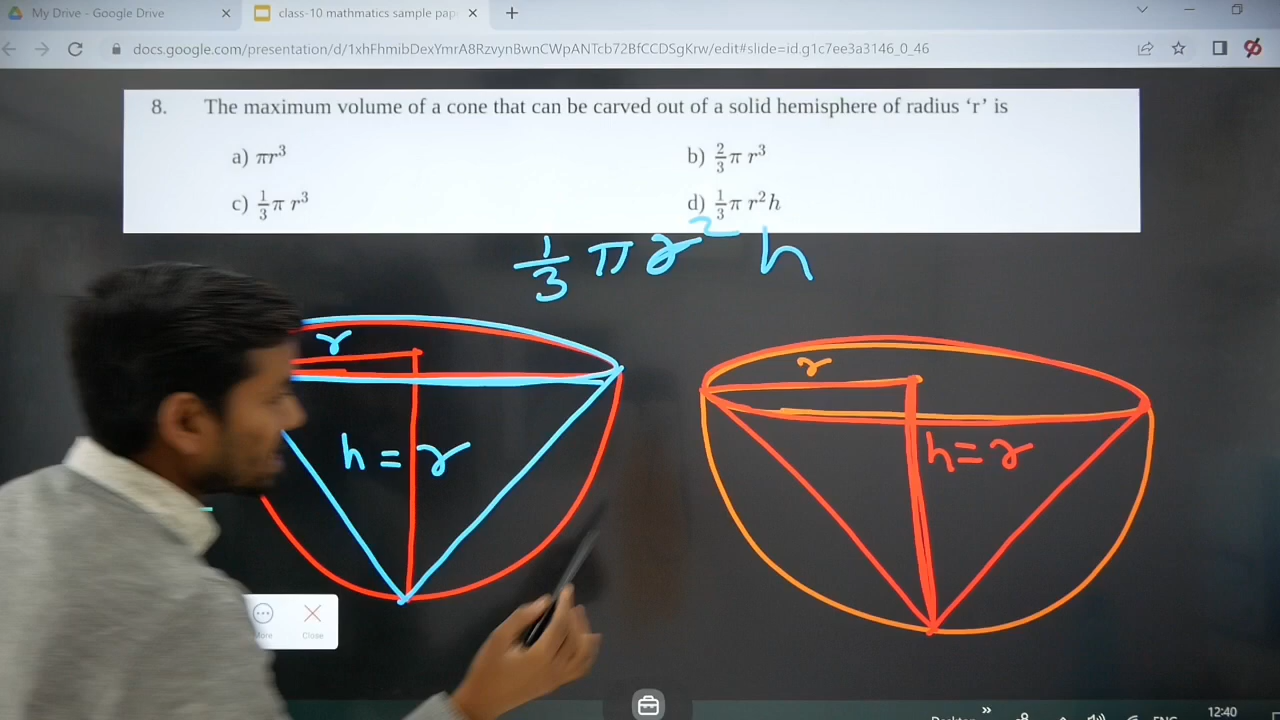 My Drive - Google Drive
class-10 mathmatics sample pap
docs.google.com/presentation/d/1xhFhmibDexYmrA8RzvynBwnCWpANTcb72BfCCDSgKrw/edit#slide=id.g1c7ee3a3146_0_46
8. The maximum volume of a cone that can be carved out of a solid hemisphere of radius ‘r’ is
a) πr³ b) 2/3 π r³
c) 1/3 π r³ d) 1/3 π r²h
1/3 π r² h
r r
h = r h = r
More Close
ENG 12:40